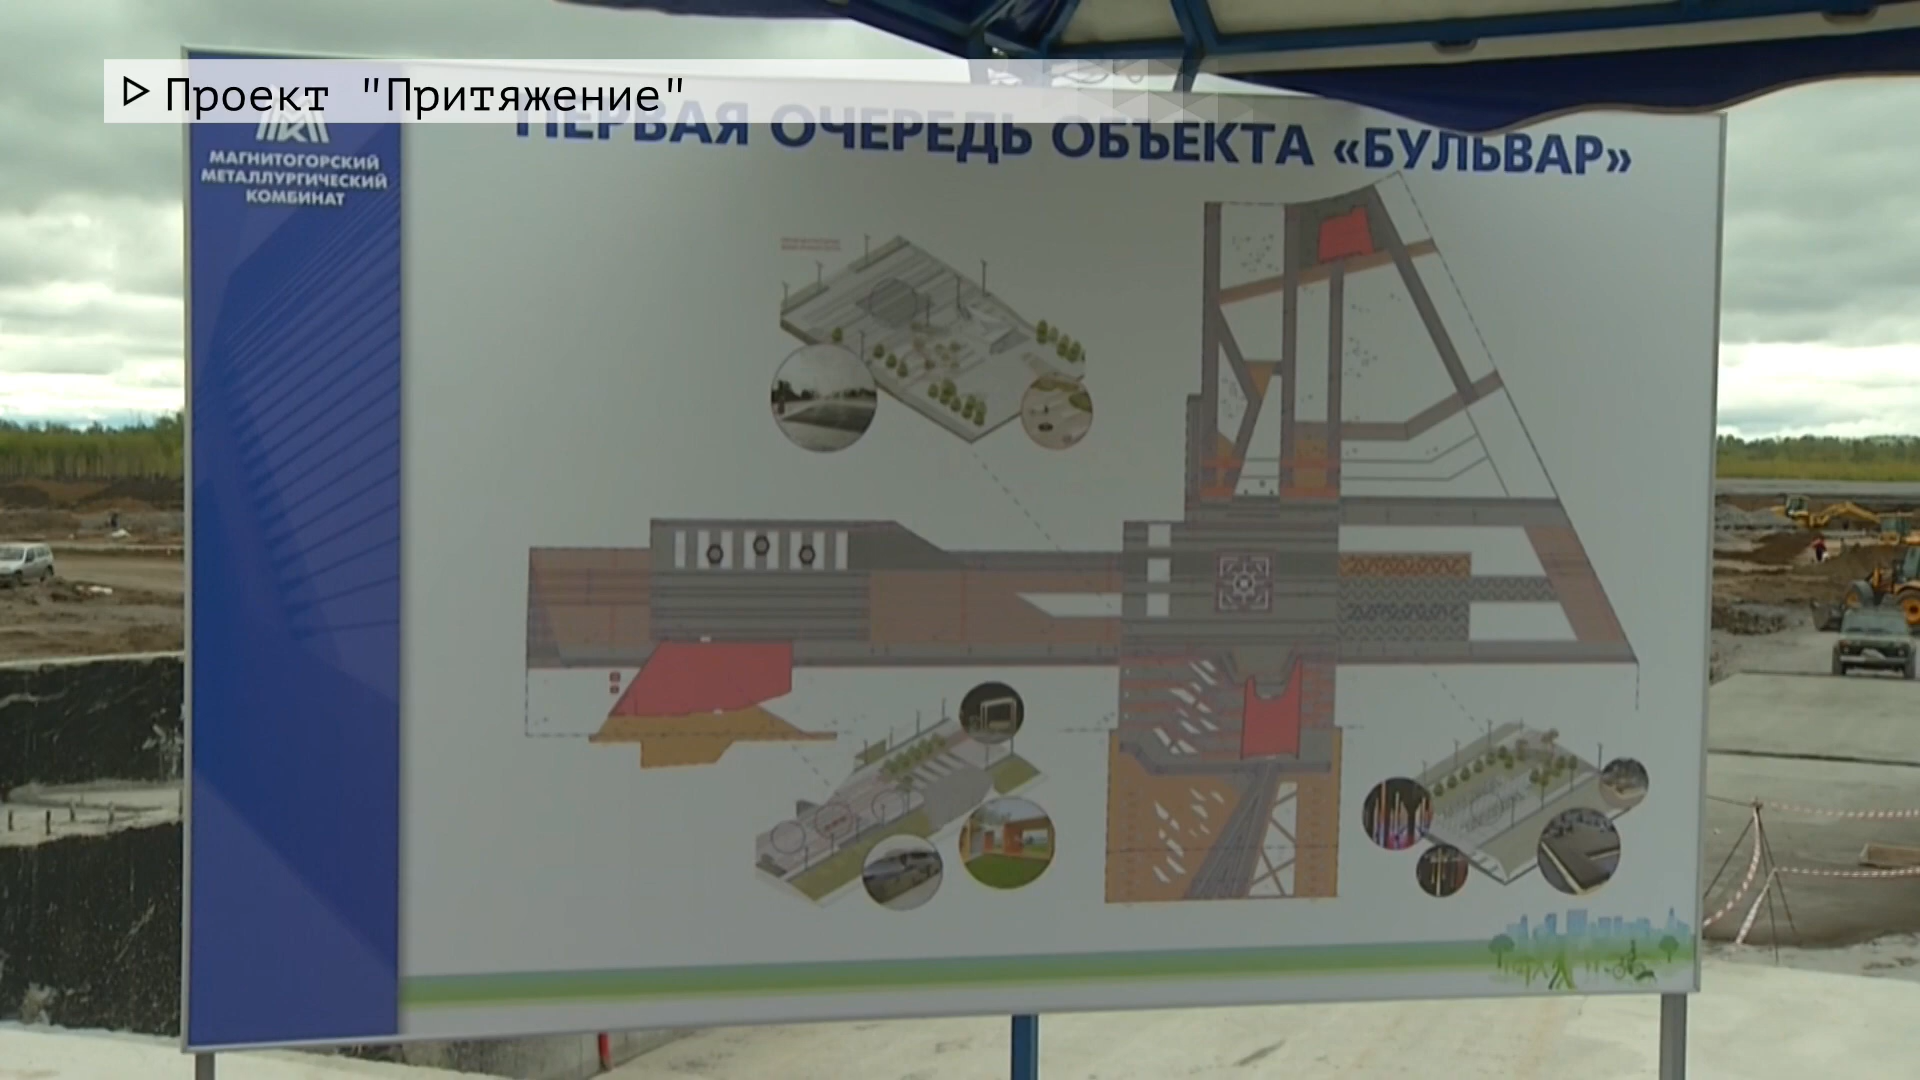 Проект "Притяжение"
ПЕРВАЯ ОЧЕРЕДЬ ОБЪЕКТА «БУЛЬВАР»
МАГНИТОГОРСКИЙ
МЕТАЛЛУРГИЧЕСКИЙ
КОМБИНАТ